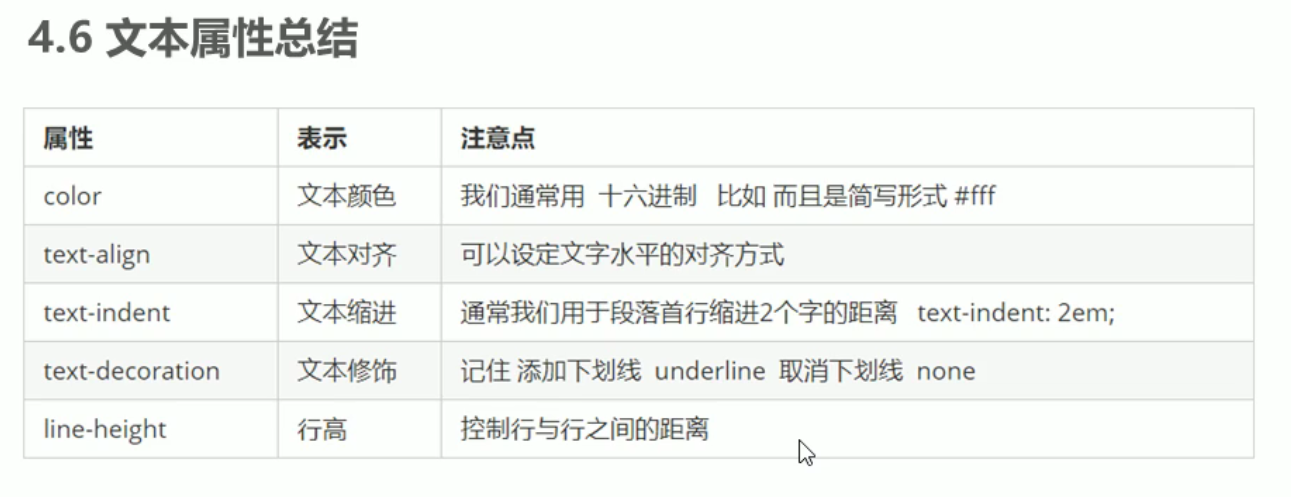 4.6 文本属性总结
属性 表示 注意点
color 文本颜色 我们通常用 十六进制 比如 而且是简写形式 #fff
text-align 文本对齐 可以设定文字水平的对齐方式
text-indent 文本缩进 通常我们用于段落首行缩进2个字的距离 text-indent: 2em;
text-decoration 文本修饰 记住 添加下划线 underline 取消下划线 none
line-height 行高 控制行与行之间的距离